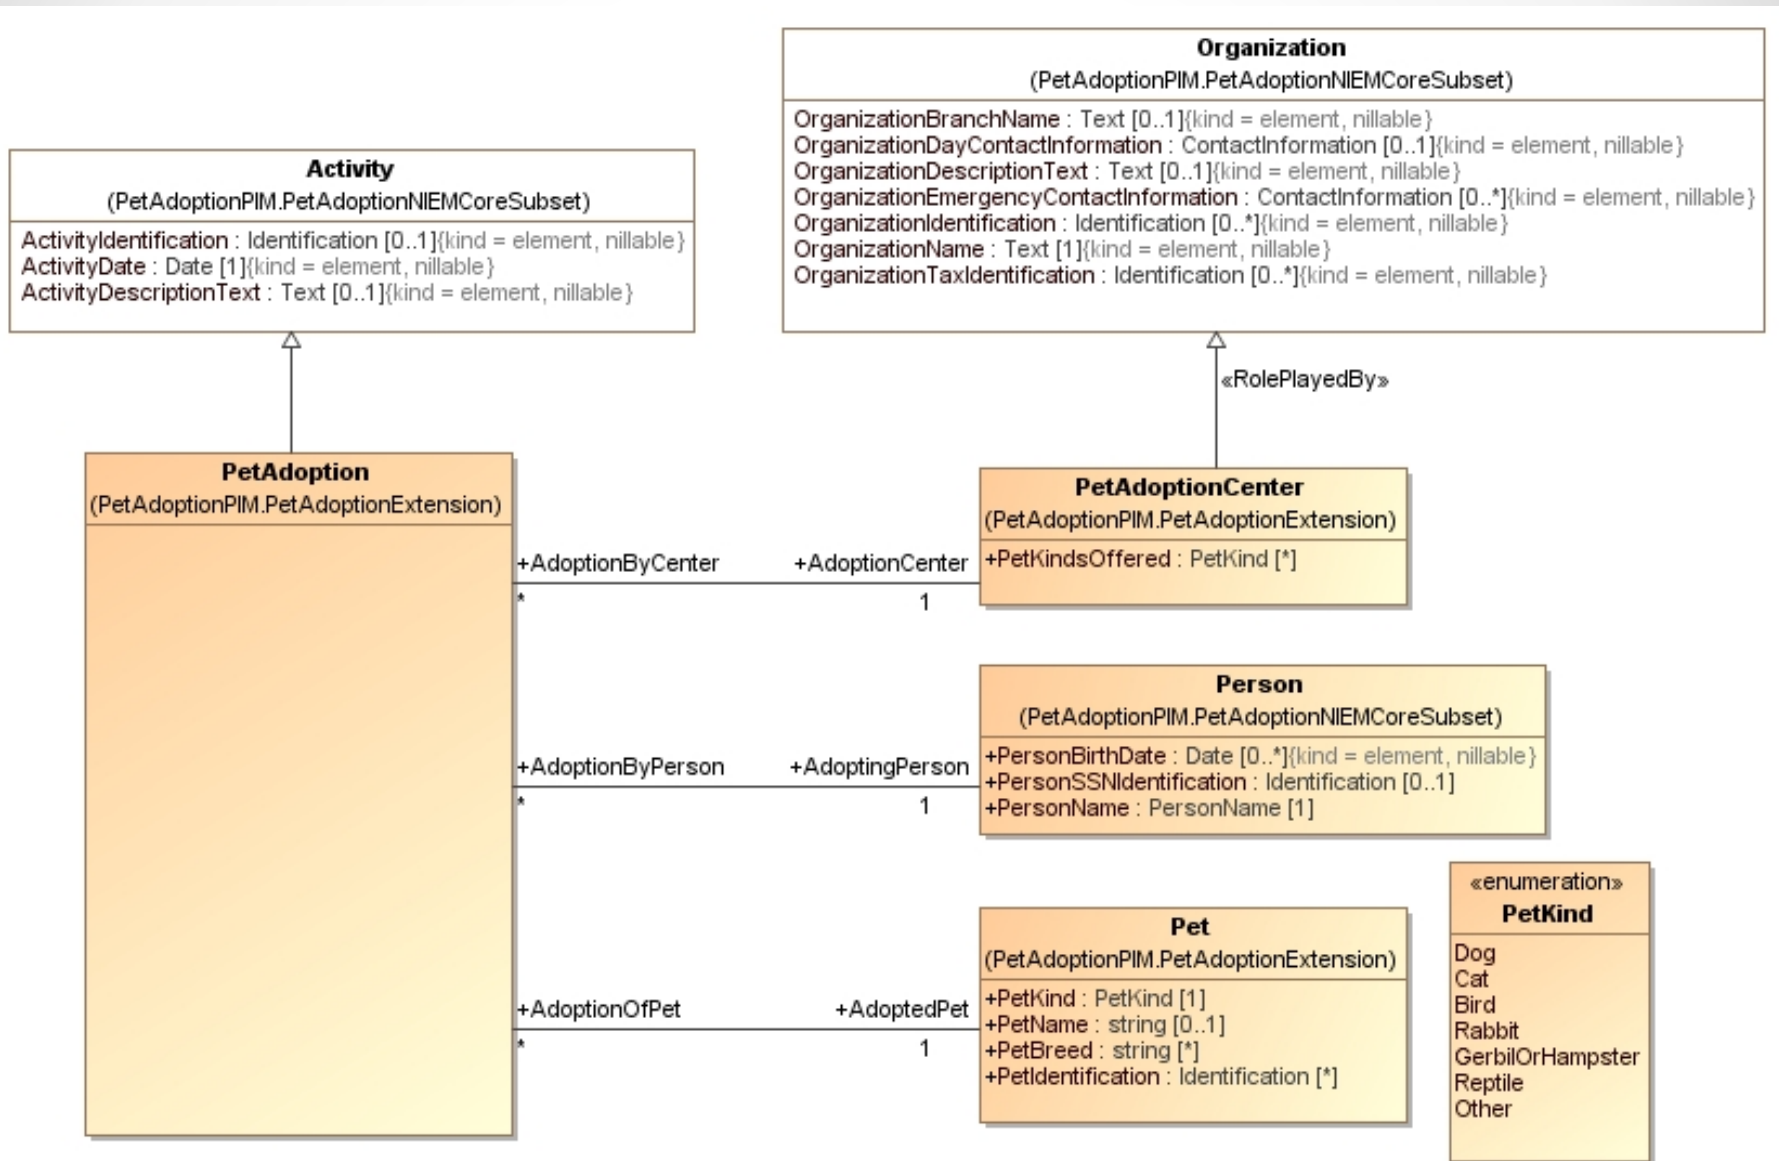 Organization
(PetAdoptionPIM.PetAdoptionNIEMCoreSubset)
OrganizationBranchName : Text [0..1]{kind = element, nillable}
OrganizationDayContactInformation : ContactInformation [0..1]{kind = element, nillable}
OrganizationDescriptionText : Text [0..1]{kind = element, nillable}
OrganizationEmergencyContactInformation : ContactInformation [0..*]{kind = element, nillable}
OrganizationIdentification : Identification [0..*]{kind = element, nillable}
OrganizationName : Text [1]{kind = element, nillable}
OrganizationTaxIdentification : Identification [0..*]{kind = element, nillable}
Activity
(PetAdoptionPIM.PetAdoptionNIEMCoreSubset)
ActivityIdentification : Identification [0..1]{kind = element, nillable}
ActivityDate : Date [1]{kind = element, nillable}
ActivityDescriptionText : Text [0..1]{kind = element, nillable}
«RolePlayedBy»
PetAdoption
(PetAdoptionPIM.PetAdoptionExtension)
PetAdoptionCenter
(PetAdoptionPIM.PetAdoptionExtension)
+PetKindsOffered : PetKind [*]
+AdoptionByCenter
+AdoptionCenter
*
1
Person
(PetAdoptionPIM.PetAdoptionNIEMCoreSubset)
+PersonBirthDate : Date [0..*]{kind = element, nillable}
+PersonSSNIdentification : Identification [0..1]
+PersonName : PersonName [1]
+AdoptionByPerson
+AdoptingPerson
*
1
Pet
(PetAdoptionPIM.PetAdoptionExtension)
+PetKind : PetKind [1]
+PetName : string [0..1]
+PetBreed : string [*]
+PetIdentification : Identification [*]
+AdoptionOfPet
+AdoptedPet
*
1
«enumeration»
PetKind
Dog
Cat
Bird
Rabbit
GerbilOrHampster
Reptile
Other